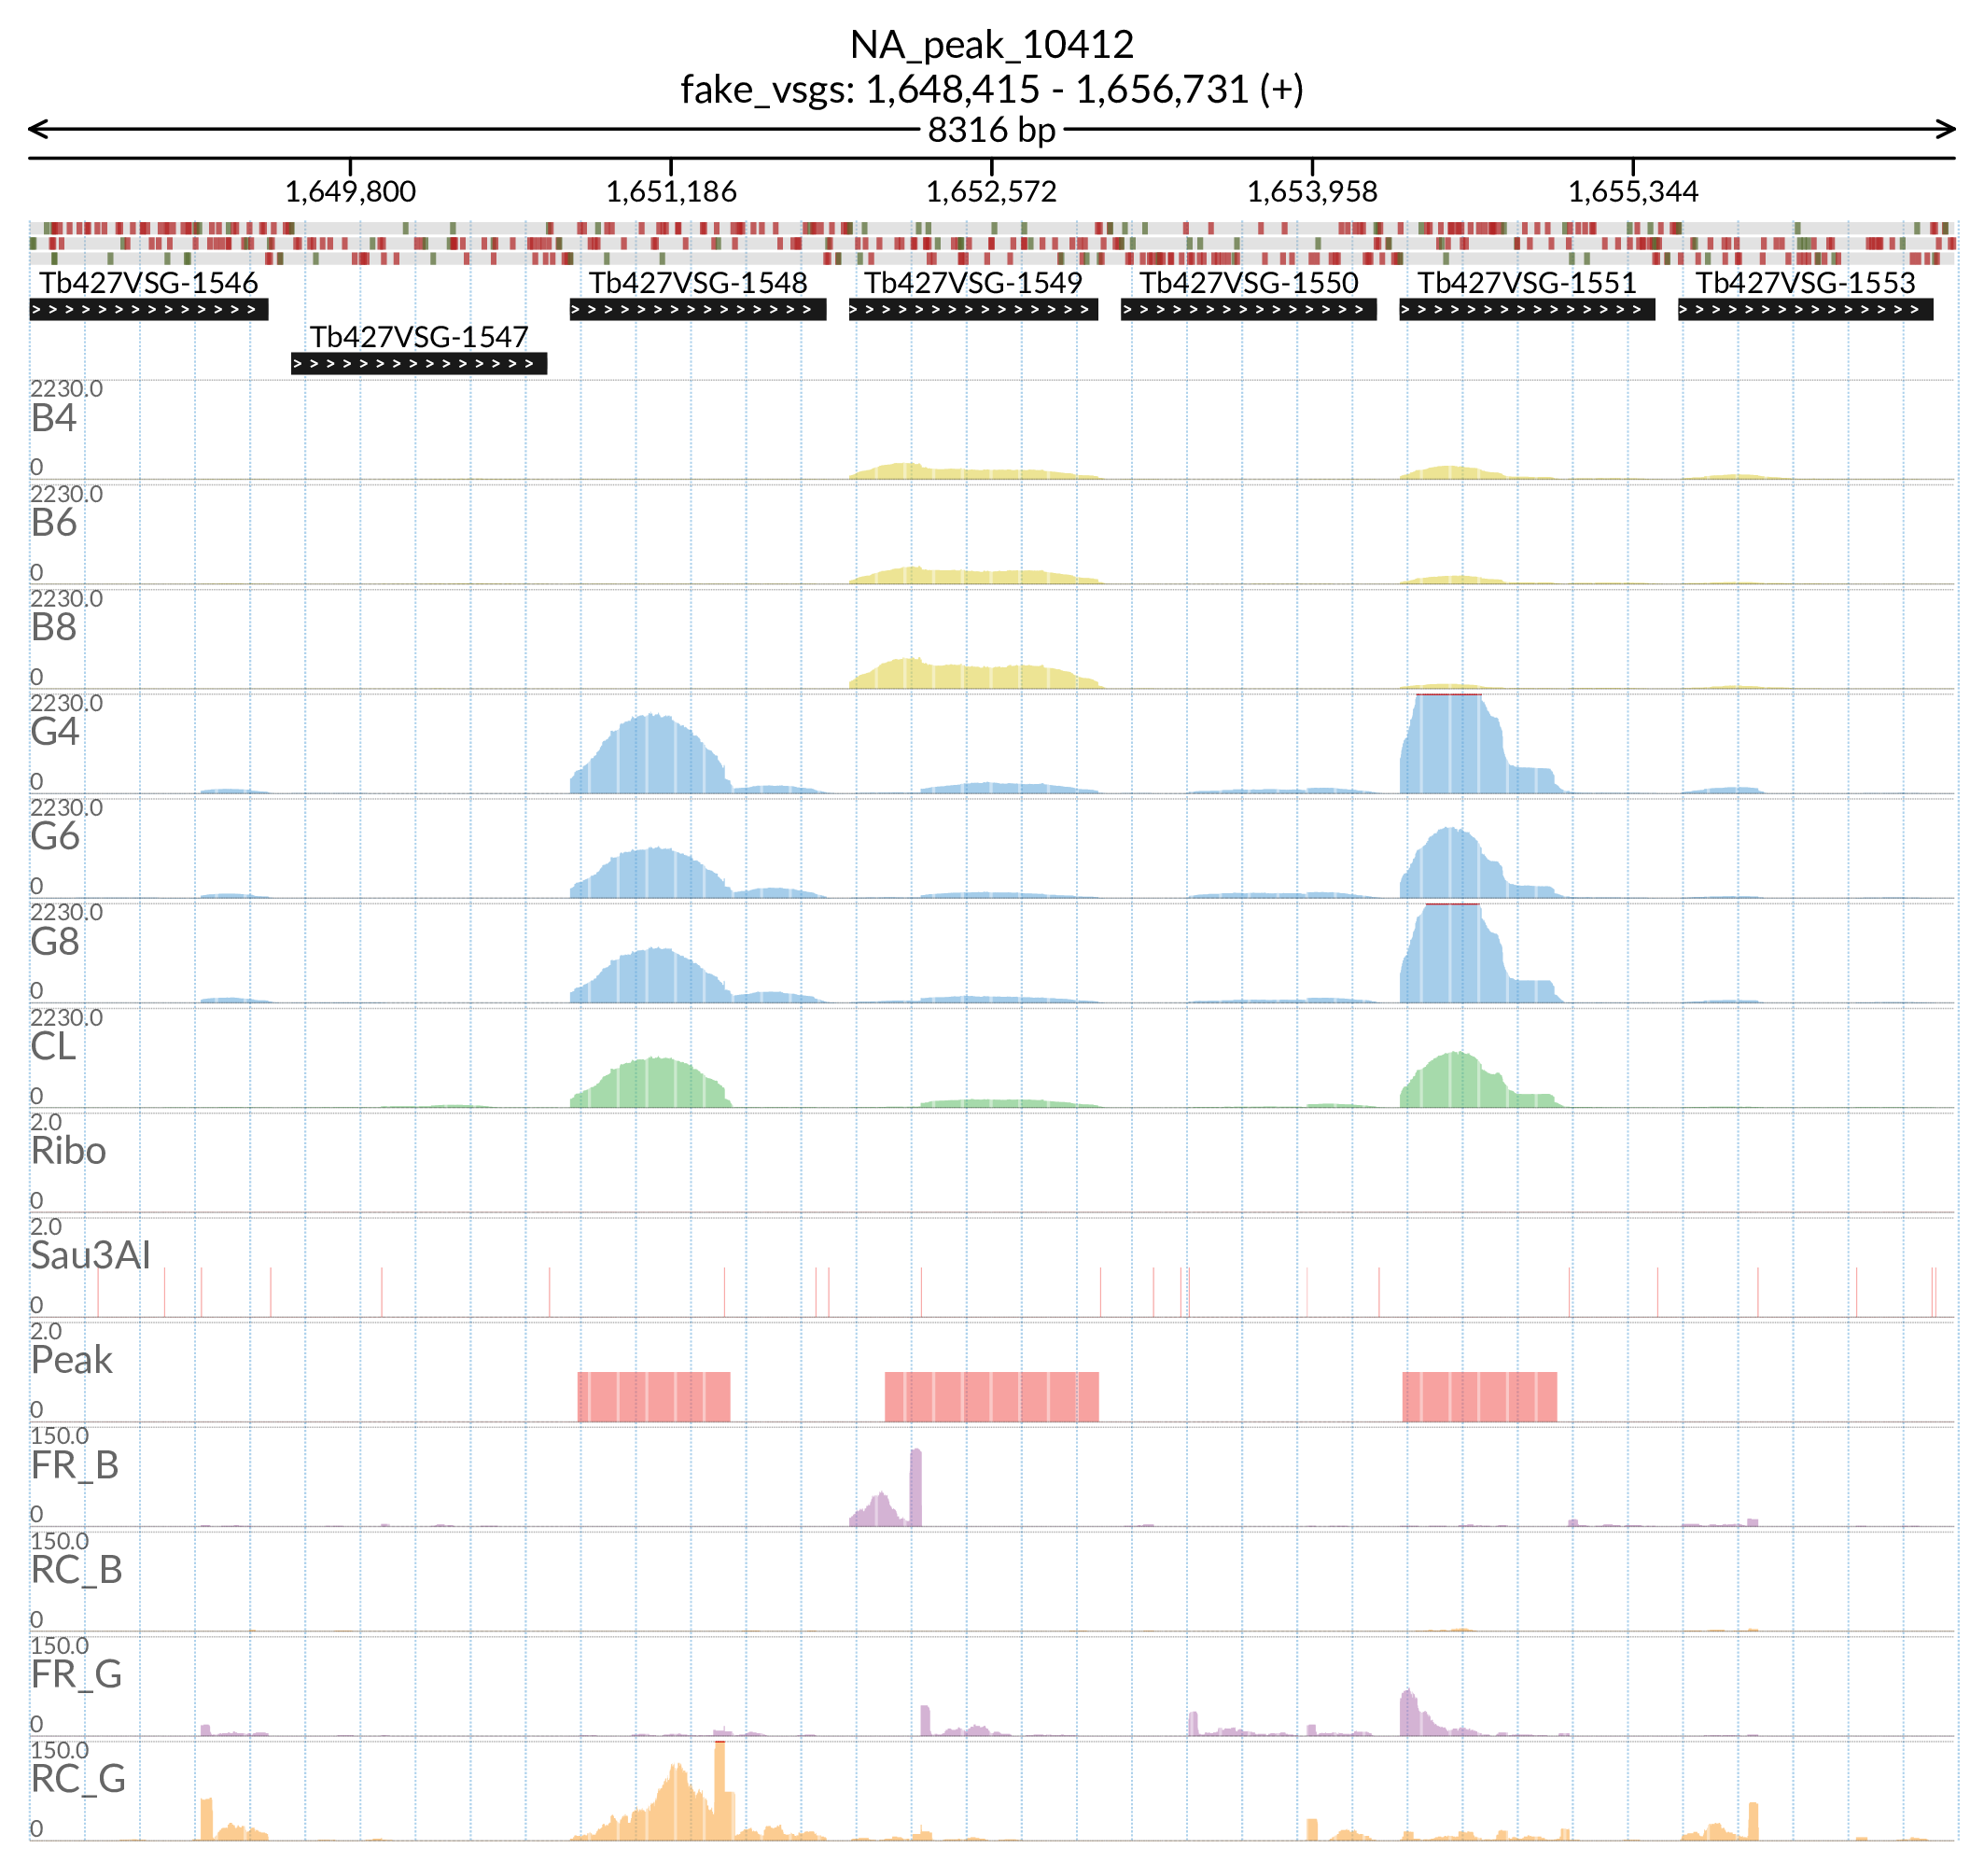 NA_peak_10412
fake_vsgs: 1,648,415 - 1,656,731 (+)
8316 bp
1,649,800 1,651,186 1,652,572 1,653,958 1,655,344
Tb427VSG-1546 Tb427VSG-1548 Tb427VSG-1549 Tb427VSG-1550 Tb427VSG-1551 Tb427VSG-1553
Tb427VSG-1547
2230.0
B4
0
2230.0
B6
0
2230.0
B8
0
2230.0
G4
0
2230.0
G6
0
2230.0
G8
0
2230.0
CL
0
2.0
Ribo
0
2.0
Sau3AI
0
2.0
Peak
0
150.0
FR_B
0
150.0
RC_B
0
150.0
FR_G
0
150.0
RC_G
0